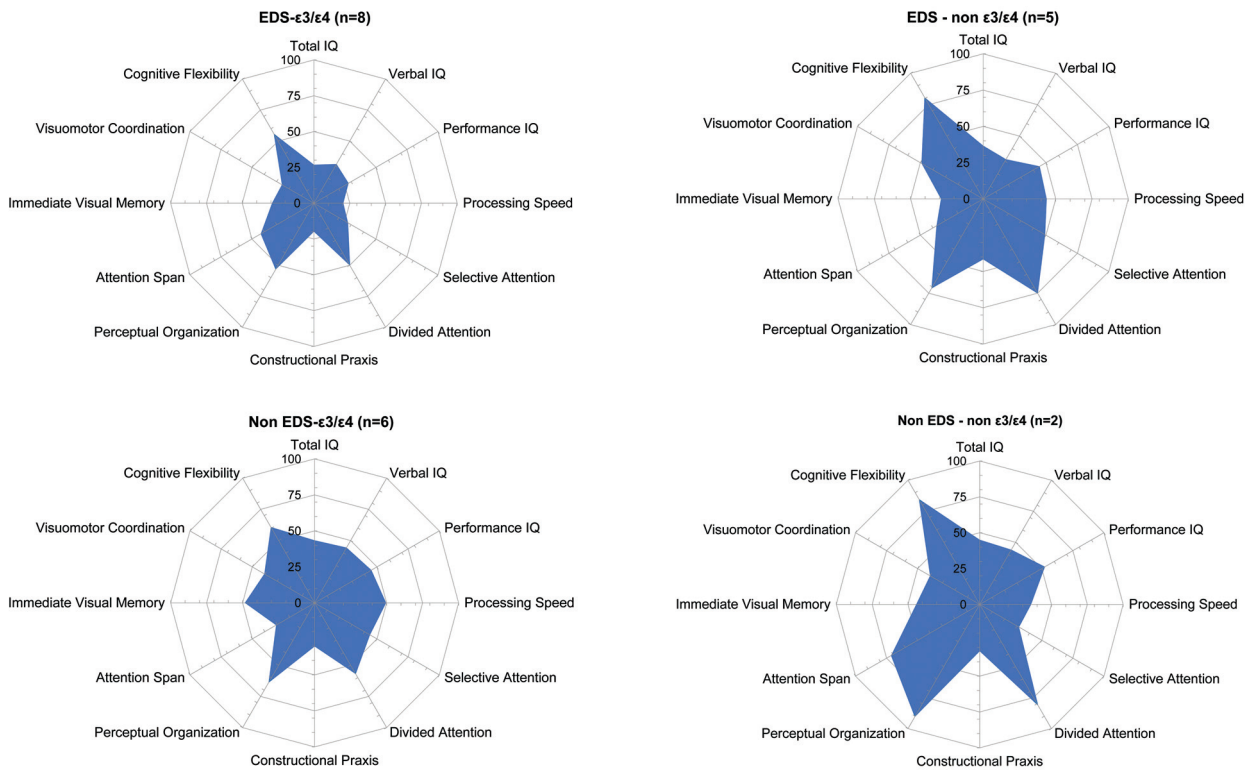 EDS-ε3/ε4 (n=8)
Total IQ
100
Cognitive Flexibility
Verbal IQ
75
Visuomotor Coordination
Performance IQ
50
25
Immediate Visual Memory
0
Processing Speed
Attention Span
Selective Attention
Perceptual Organization
Divided Attention
Constructional Praxis
EDS - non ε3/ε4 (n=5)
Total IQ
100
Cognitive Flexibility
Verbal IQ
75
Visuomotor Coordination
Performance IQ
50
25
Immediate Visual Memory
0
Processing Speed
Attention Span
Selective Attention
Perceptual Organization
Divided Attention
Constructional Praxis
Non EDS-ε3/ε4 (n=6)
Total IQ
100
Cognitive Flexibility
Verbal IQ
75
Visuomotor Coordination
Performance IQ
50
25
Immediate Visual Memory
0
Processing Speed
Attention Span
Selective Attention
Perceptual Organization
Divided Attention
Constructional Praxis
Non EDS - non ε3/ε4 (n=2)
Total IQ
100
Cognitive Flexibility
Verbal IQ
75
Visuomotor Coordination
Performance IQ
50
25
Immediate Visual Memory
0
Processing Speed
Attention Span
Selective Attention
Perceptual Organization
Divided Attention
Constructional Praxis